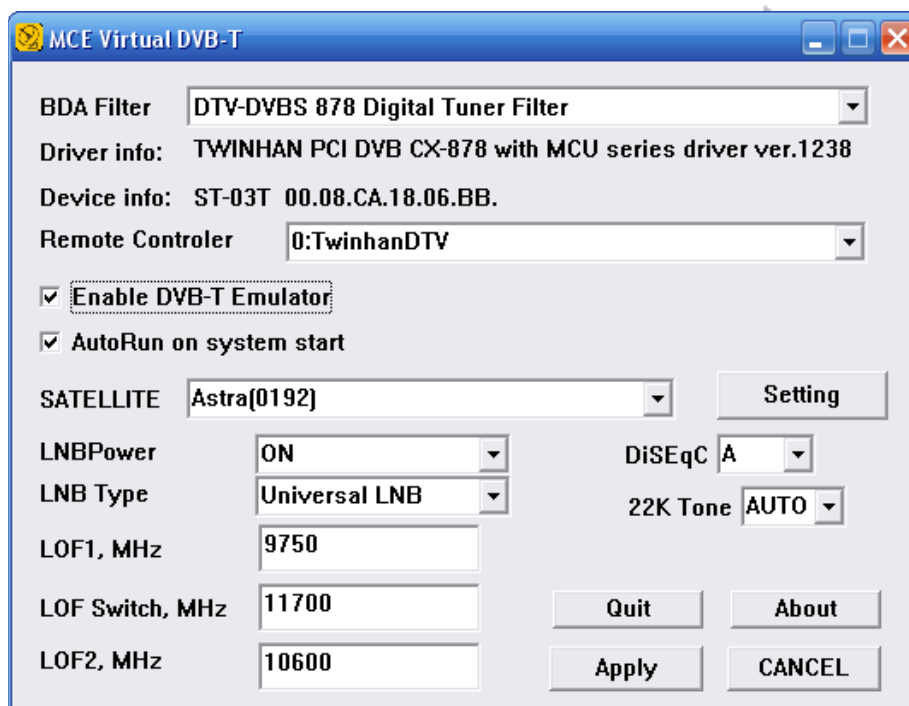 MCE Virtual DVB-T
BDA Filter DTV-DVBS 878 Digital Tuner Filter
Driver info: TWINHAN PCI DVB CX-878 with MCU series driver ver.1238
Device info: ST-03T 00.08.CA.18.06.BB.
Remote Controler 0:TwinhanDTV
Enable DVB-T Emulator
AutoRun on system start
SATELLITE Astra(0192) Setting
LNBPower ON DiSEqC A
LNB Type Universal LNB 22K Tone AUTO
LOF1, MHz 9750
LOF Switch, MHz 11700 Quit About
LOF2, MHz 10600 Apply CANCEL